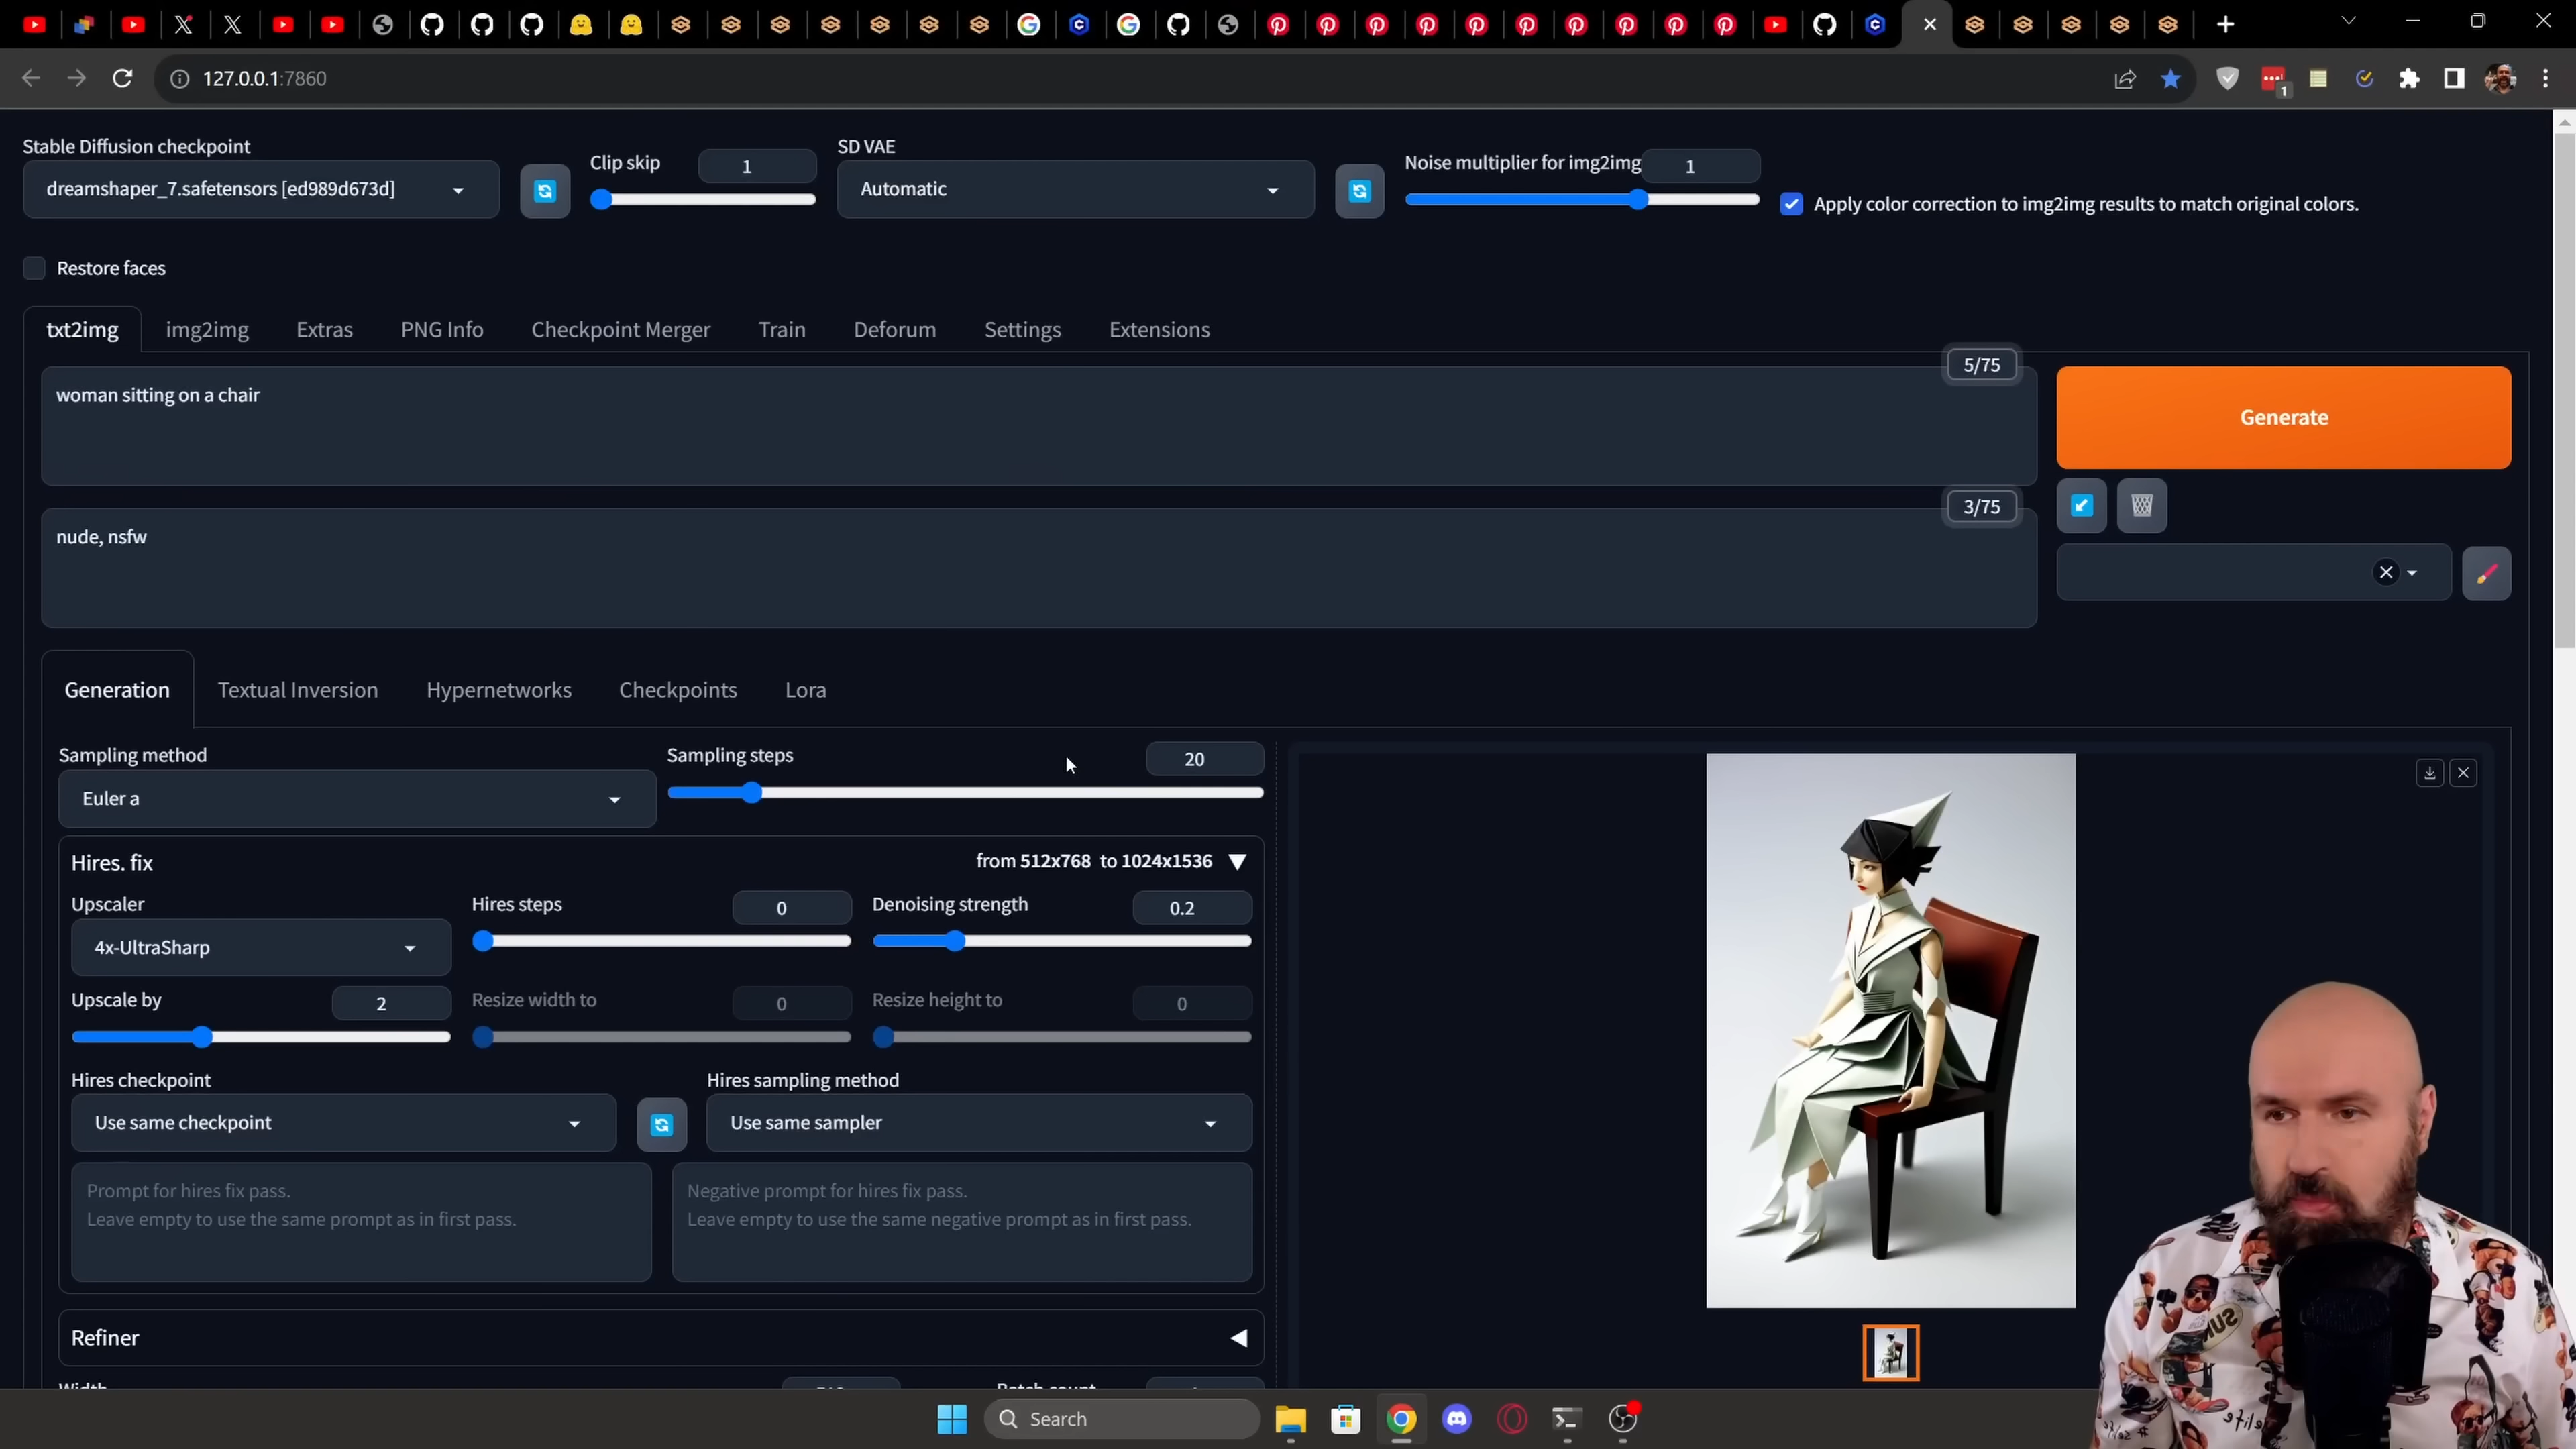 127.0.0.1:7860
1
Stable Diffusion checkpoint
dreamshaper_7.safetensors [ed989d673d]
Clip skip
1
SD VAE
Automatic
Noise multiplier for img2img
1
Apply color correction to img2img results to match original colors.
Restore faces
txt2img
img2img
Extras
PNG Info
Checkpoint Merger
Train
Deforum
Settings
Extensions
5/75
woman sitting on a chair
Generate
3/75
nude, nsfw
Generation
Textual Inversion
Hypernetworks
Checkpoints
Lora
Sampling method
Euler a
Sampling steps
20
Hires. fix
from 512x768 to 1024x1536
Upscaler
4x-UltraSharp
Hires steps
0
Denoising strength
0.2
Upscale by
2
Resize width to
0
Resize height to
0
Hires checkpoint
Use same checkpoint
Hires sampling method
Use same sampler
Prompt for hires fix pass.
Leave empty to use the same prompt as in first pass.
Negative prompt for hires fix pass.
Leave empty to use the same negative prompt as in first pass.
Refiner
Width
Batch count
Search